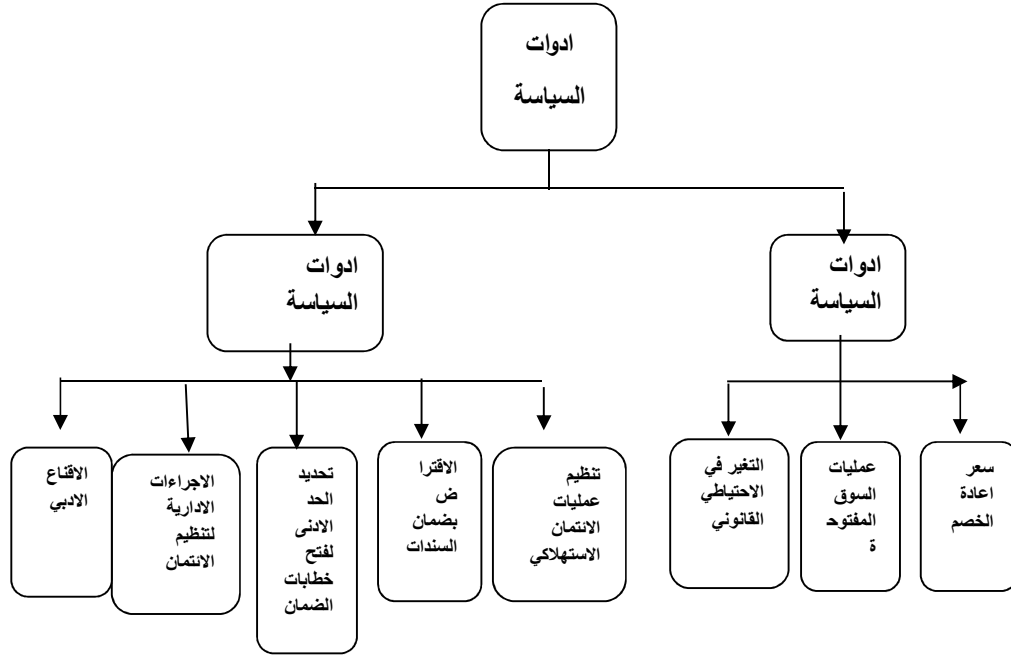 ادوات
السياسة
ادوات
السياسة
ادوات
السياسة
سعر
اعادة
الخصم
عمليات
السوق
المفتوح
ة
التغير في
الاحتياطي
القانوني
تنظيم
عمليات
الائتمان
الاستهلاكي
الاقترا
ض
بضمان
السندات
تحديد
الحد
الادنى
لفتح
خطابات
الضمان
الاجراءات
الادارية
لتنظيم
الائتمان
الاقناع
الادبي